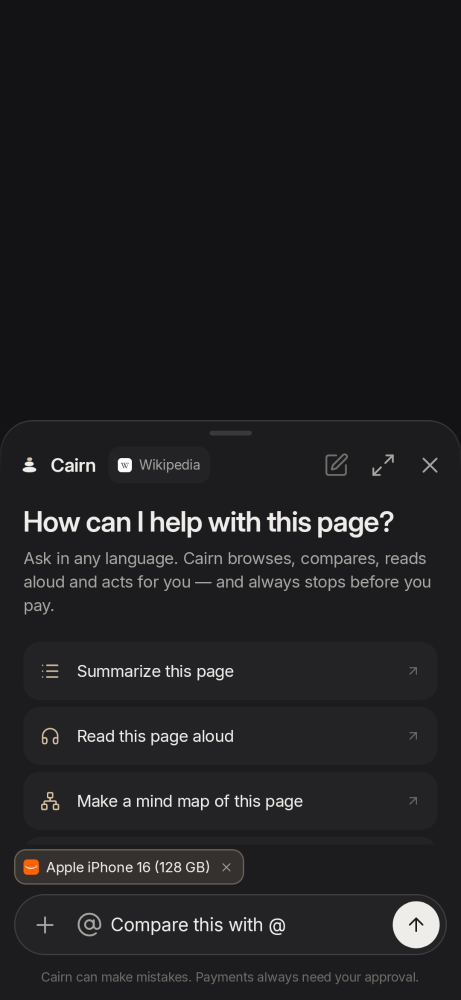 Cairn
W Wikipedia
How can I help with this page?
Ask in any language. Cairn browses, compares, reads
aloud and acts for you — and always stops before you
pay.
Summarize this page
Read this page aloud
Make a mind map of this page
Apple iPhone 16 (128 GB)
@ Compare this with @
Cairn can make mistakes. Payments always need your approval.